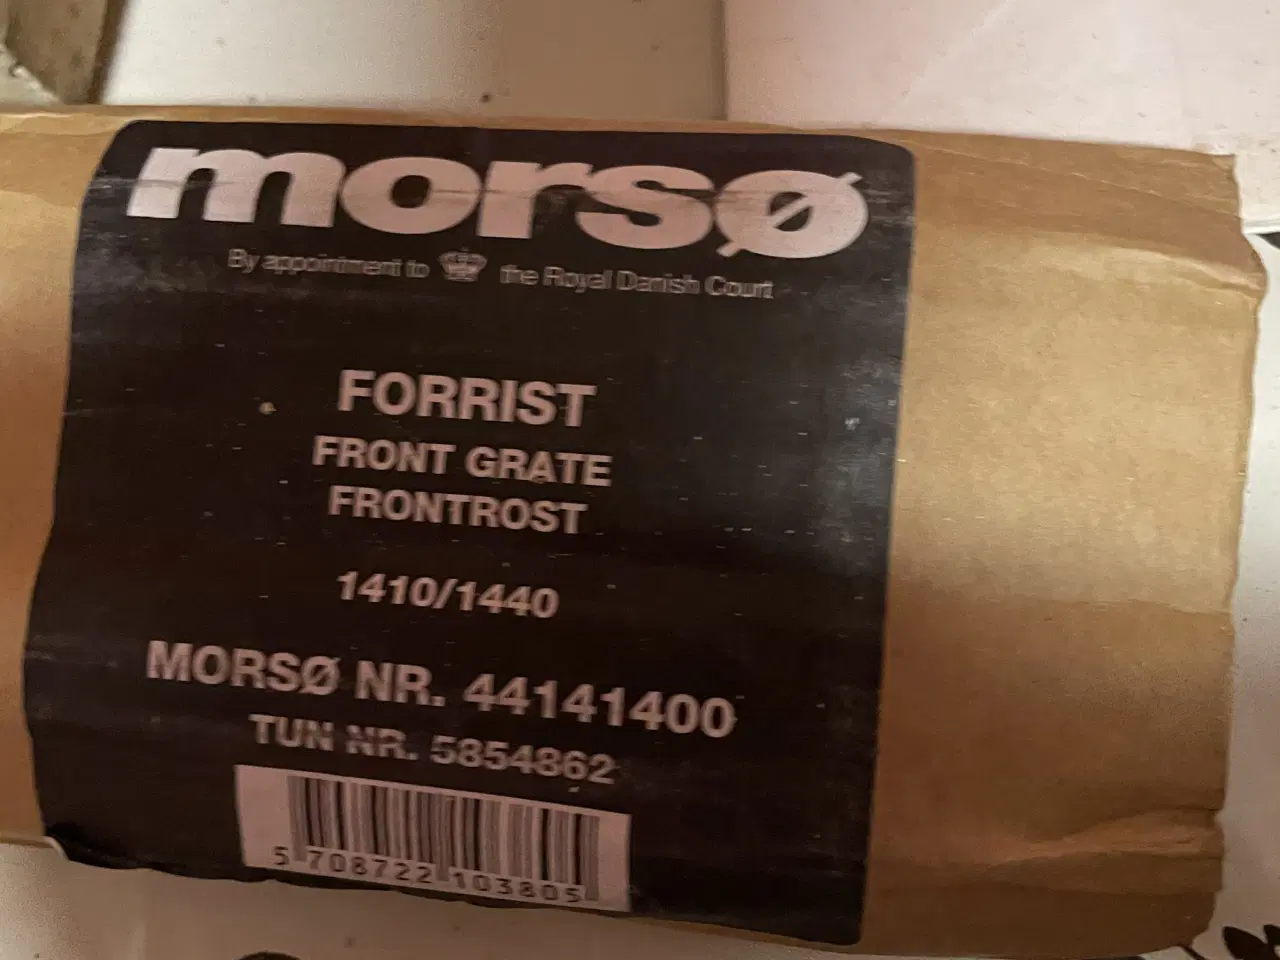 morsø
By appointment to the Royal Danish Court
FORRIST
FRONT GRATE
FRONTROST
1410/1440
MORSØ NR. 44141400
TUN NR. 5854862
5 708722 103805